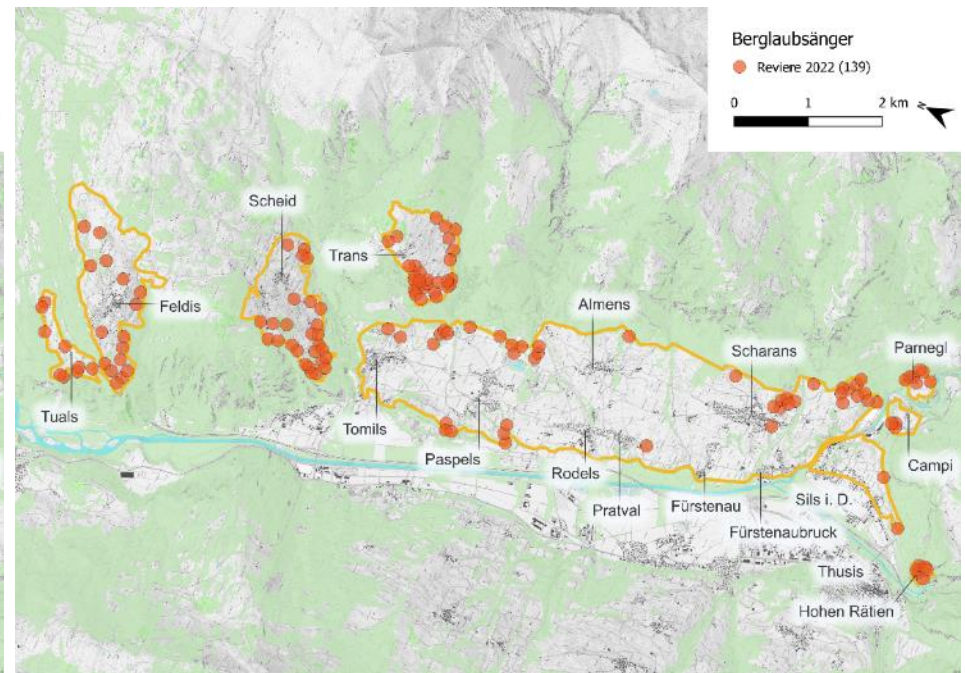 Berglaubsänger
Reviere 2022 (139)
0 1 2 km
N
Scheid
Trans
Feldis
Almens
Scharans
Parnegl
Tuals
Tomils
Paspels
Rodels
Pratval
Fürstenau
Fürstenaubruck
Sils i. D.
Campi
Thusis
Hohen Rätien